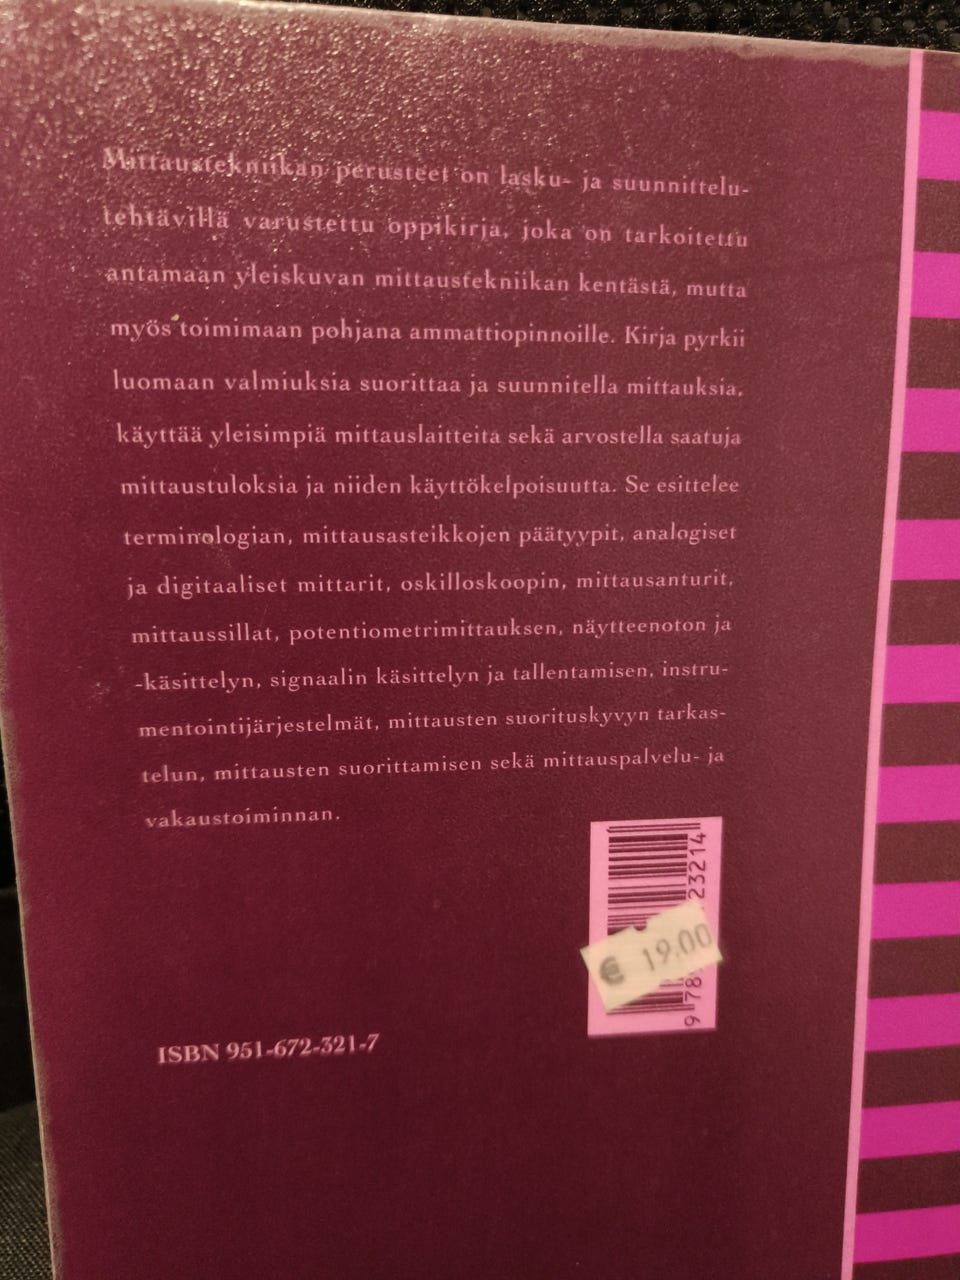 Mittaustekniikan perusteet on lasku- ja suunnittelu-
tehtävillä varustettu oppikirja, joka on tarkoitettu
antamaan yleiskuvan mittaustekniikan kentästä, mutta
myös toimimaan pohjana ammattiopinnoille. Kirja pyrkii
luomaan valmiuksia suorittaa ja suunnitella mittauksia,
käyttää yleisimpiä mittauslaitteita sekä arvostella saatuja
mittaustuloksia ja niiden käyttökelpoisuutta. Se esittelee
terminologian, mittausasteikkojen päätyypit, analogiset
ja digitaaliset mittarit, oskilloskoopin, mittausanturit,
mittaussillat, potentiometrimittauksen, näytteenoton ja
-käsittelyn, signaalin käsittelyn ja tallentamisen, instru-
mentointijärjestelmät, mittausten suorituskyvyn tarkas-
telun, mittausten suorittamisen sekä mittauspalvelu- ja
vakaustoiminnan.
9 78 23214
€ 19.00
ISBN 951-672-321-7